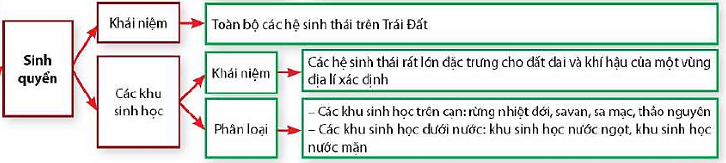 Khái niệm
Toàn bộ các hệ sinh thái trên Trái Đất
Sinh
quyển
Các khu
sinh học
Khái niệm
Các hệ sinh thái rất lớn đặc trưng cho đất đai và khí hậu của một vùng
địa lí xác định
Phân loại
– Các khu sinh học trên cạn: rừng nhiệt đới, savan, sa mạc, thảo nguyên
– Các khu sinh học dưới nước: khu sinh học nước ngọt, khu sinh học
nước mặn